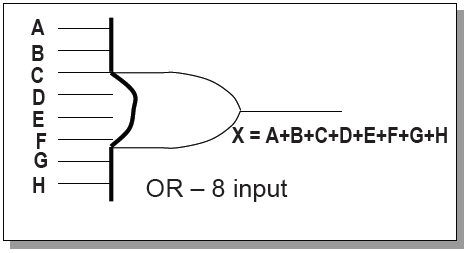 A
B
C
D
E
F
G
H
X = A+B+C+D+E+F+G+H
OR – 8 input